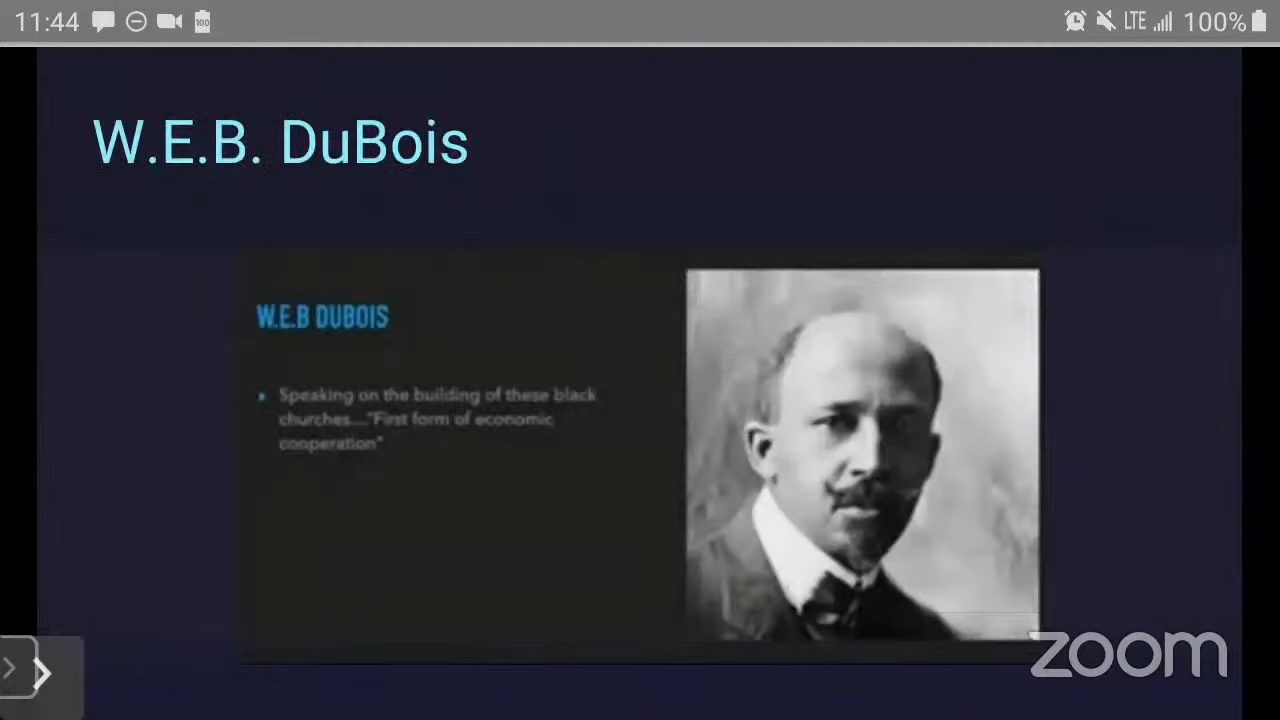 11:44
100
LTE
100%
W.E.B. DuBois
W.E.B DUBOIS
Speaking on the building of these black
churches...."First form of economic
cooperation"
zoom